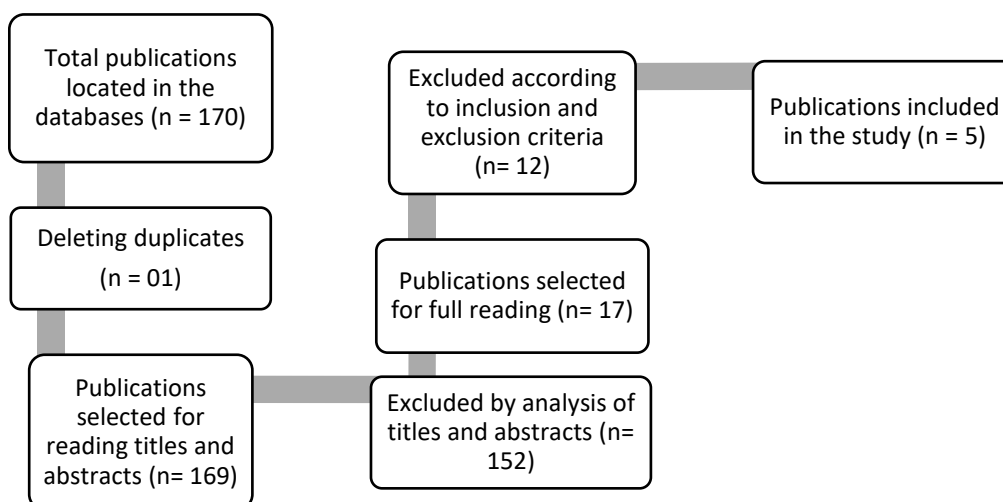 Total publications
located in the
databases (n = 170)
Deleting duplicates
(n = 01)
Publications
selected for
reading titles and
abstracts (n= 169)
Excluded by analysis of
titles and abstracts (n=
152)
Publications selected
for full reading (n= 17)
Excluded according
to inclusion and
exclusion criteria
(n= 12)
Publications included
in the study (n = 5)